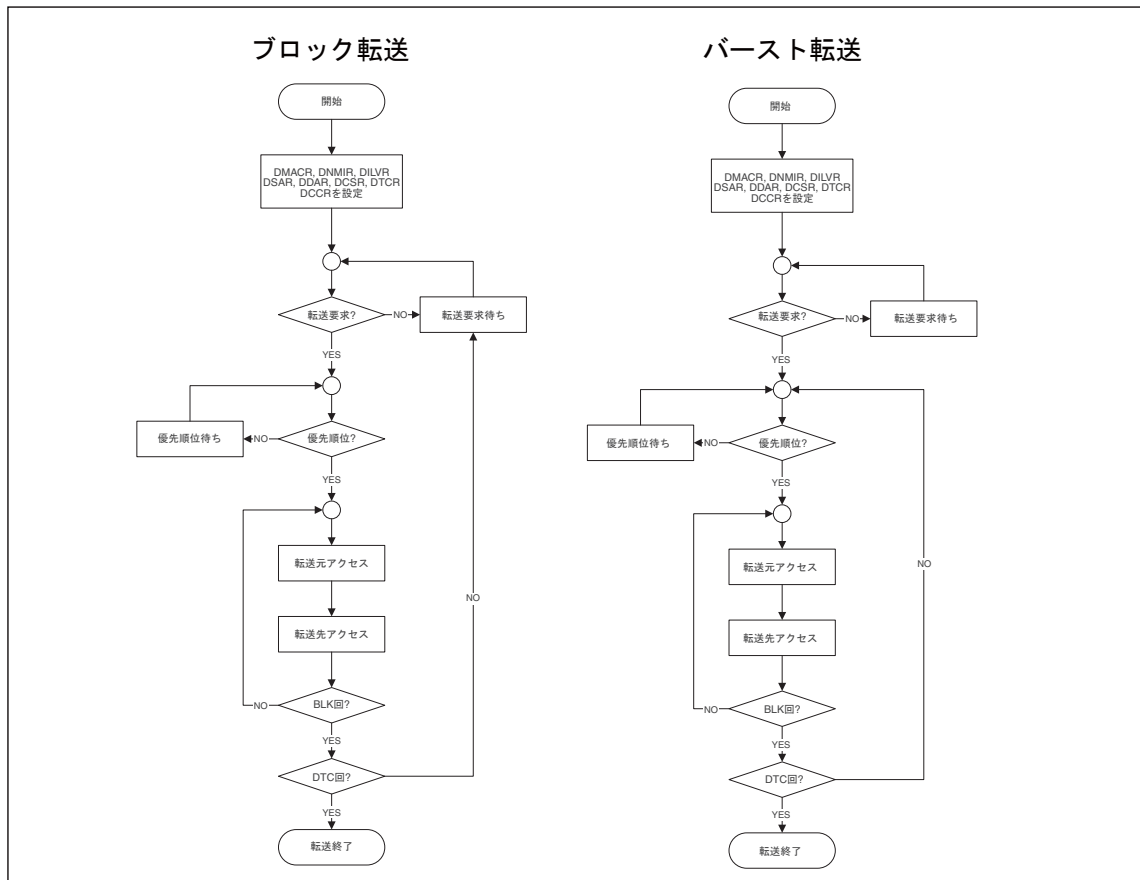 ブロック転送
開始
DMACR, DNMIR, DILVR
DSAR, DDAR, DCSR, DTCR
DCCRを設定
転送要求?
NO
転送要求待ち
YES
優先順位待ち
NO
優先順位?
YES
転送元アクセス
NO
転送先アクセス
NO
BLK回?
YES
DTC回?
YES
転送終了
バースト転送
開始
DMACR, DNMIR, DILVR
DSAR, DDAR, DCSR, DTCR
DCCRを設定
転送要求?
NO
転送要求待ち
YES
優先順位待ち
NO
優先順位?
YES
転送元アクセス
NO
転送先アクセス
NO
BLK回?
YES
DTC回?
YES
転送終了